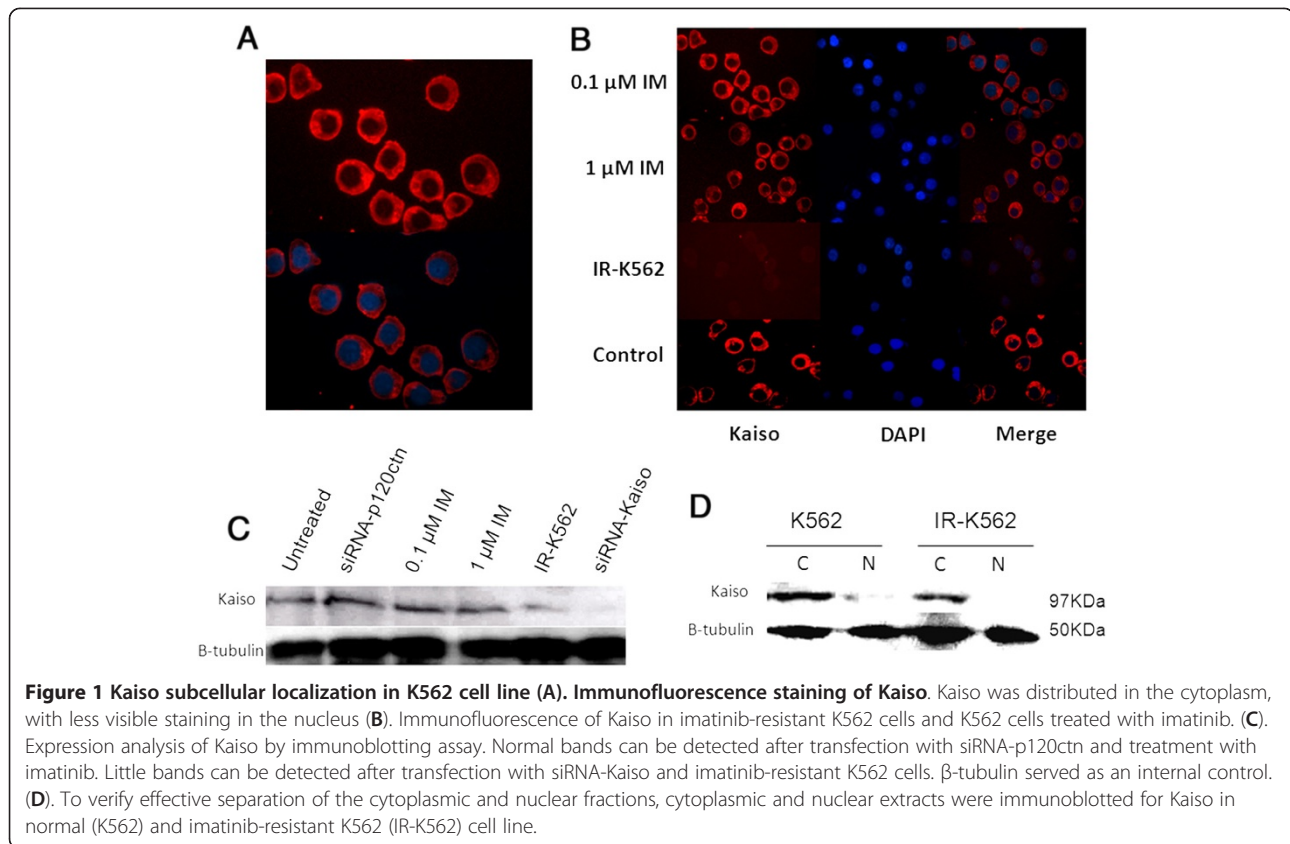 A
B
0.1 µM IM
1 µM IM
IR-K562
Control
Kaiso DAPI Merge
C
Untreated
siRNA-p120ctn
0.1 µM IM
1 µM IM
IR-K562
siRNA-Kaiso
Kaiso
B-tubulin
D
K562 IR-K562
C N C N
Kaiso 97KDa
B-tubulin 50KDa
Figure 1 Kaiso subcellular localization in K562 cell line (A). Immunofluorescence staining of Kaiso. Kaiso was distributed in the cytoplasm,
with less visible staining in the nucleus (B). Immunofluorescence of Kaiso in imatinib-resistant K562 cells and K562 cells treated with imatinib. (C).
Expression analysis of Kaiso by immunoblotting assay. Normal bands can be detected after transfection with siRNA-p120ctn and treatment with
imatinib. Little bands can be detected after transfection with siRNA-Kaiso and imatinib-resistant K562 cells. β-tubulin served as an internal control.
(D). To verify effective separation of the cytoplasmic and nuclear fractions, cytoplasmic and nuclear extracts were immunoblotted for Kaiso in
normal (K562) and imatinib-resistant K562 (IR-K562) cell line.